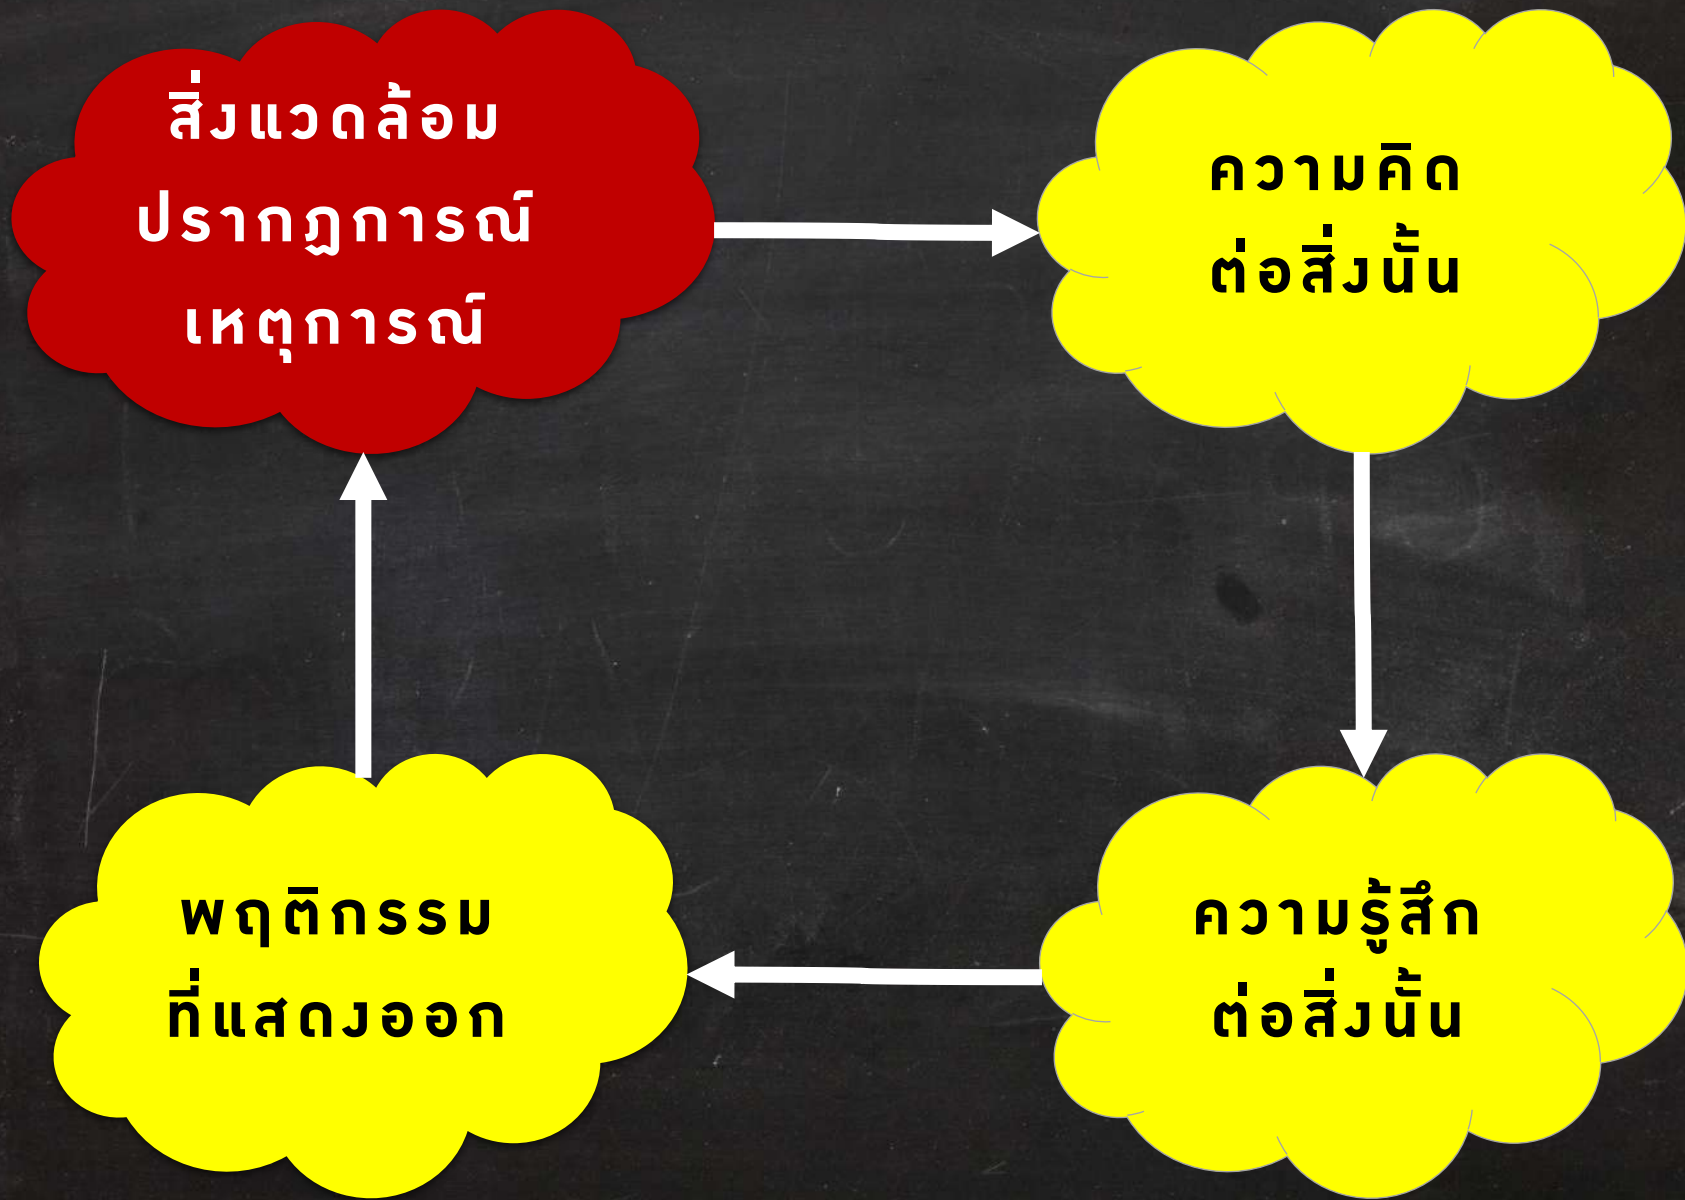 สิ่งแวดล้อม
ปรากฏการณ์
เหตุการณ์
ความคิด
ต่อสิ่งนั้น
ความรู้สึก
ต่อสิ่งนั้น
พฤติกรรม
ที่แสดงออก